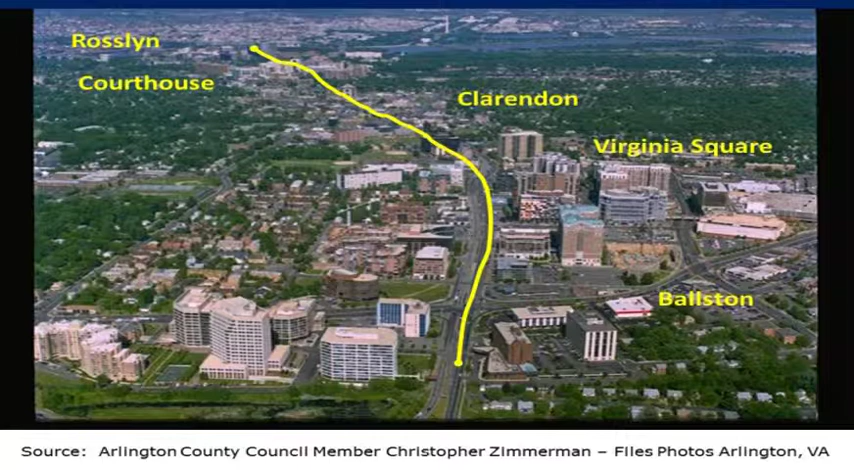 Rosslyn
Courthouse
Clarendon
Virginia Square
Ballston
Source: Arlington County Council Member Christopher Zimmerman – Files Photos Arlington, VA